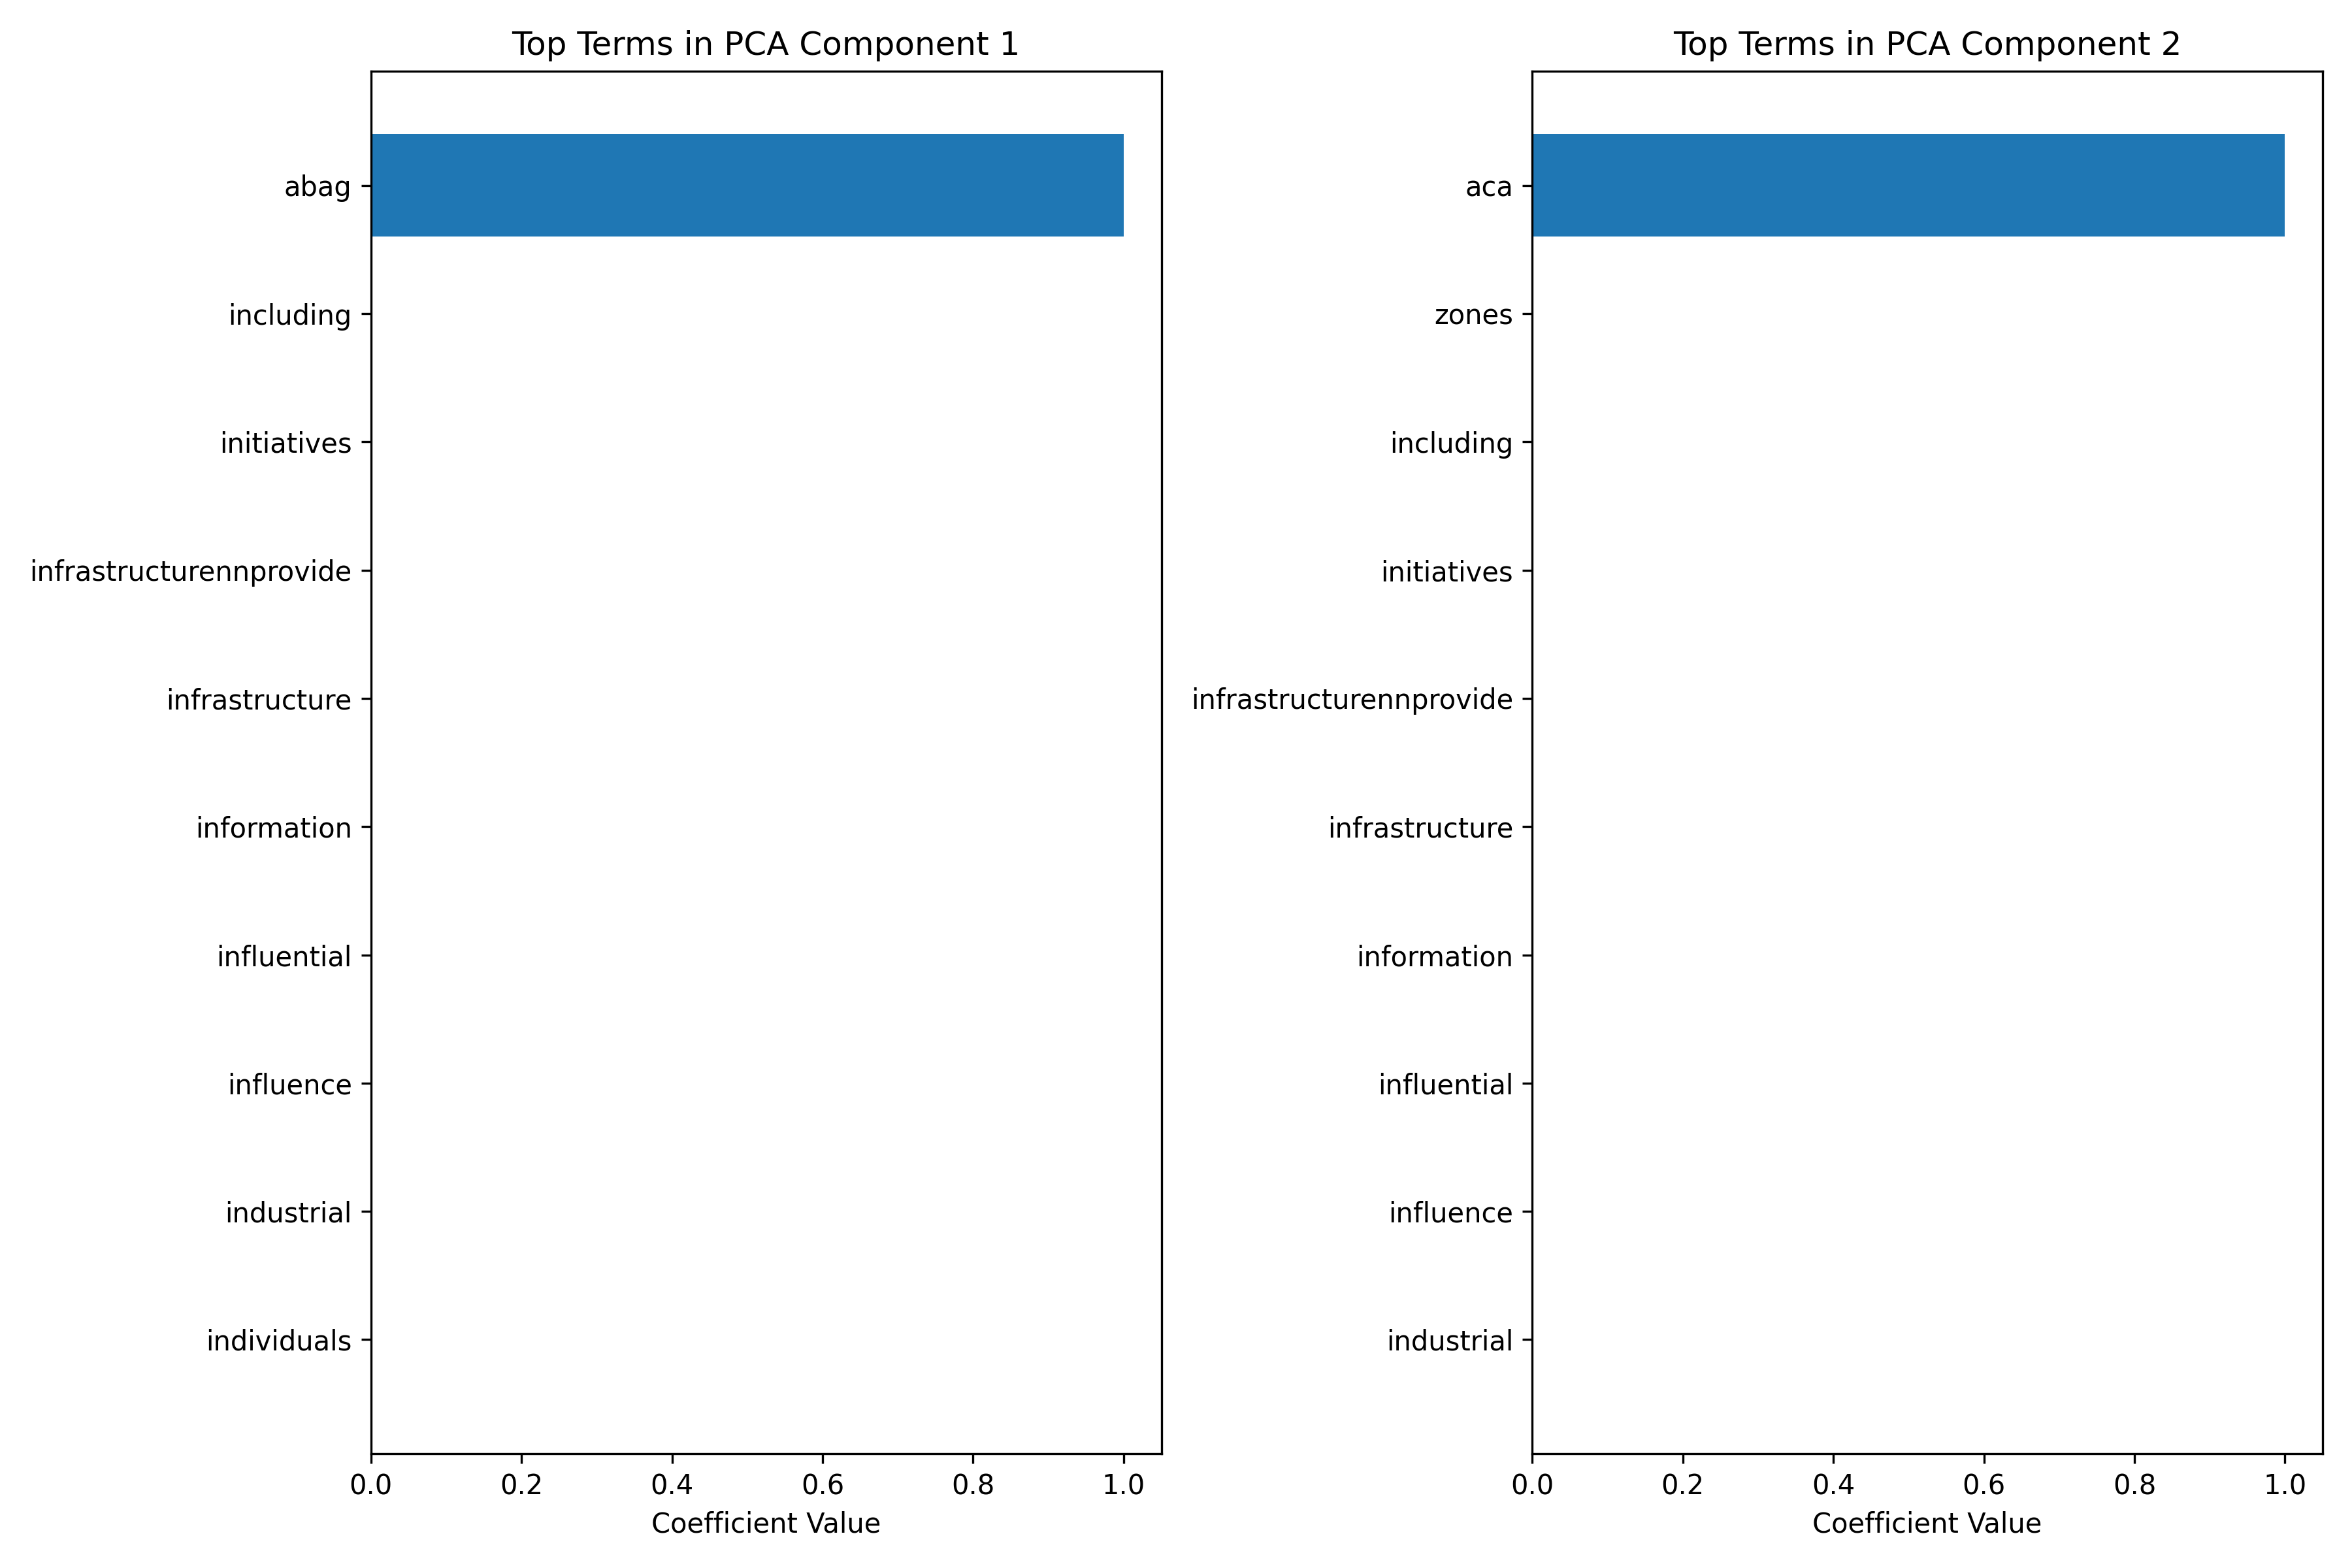 Top Terms in PCA Component 1
abag
including
initiatives
infrastructurennprovide
infrastructure
information
influential
influence
industrial
individuals
0.0 0.2 0.4 0.6 0.8 1.0
Coefficient Value
Top Terms in PCA Component 2
aca
zones
including
initiatives
infrastructurennprovide
infrastructure
information
influential
influence
industrial
0.0 0.2 0.4 0.6 0.8 1.0
Coefficient Value